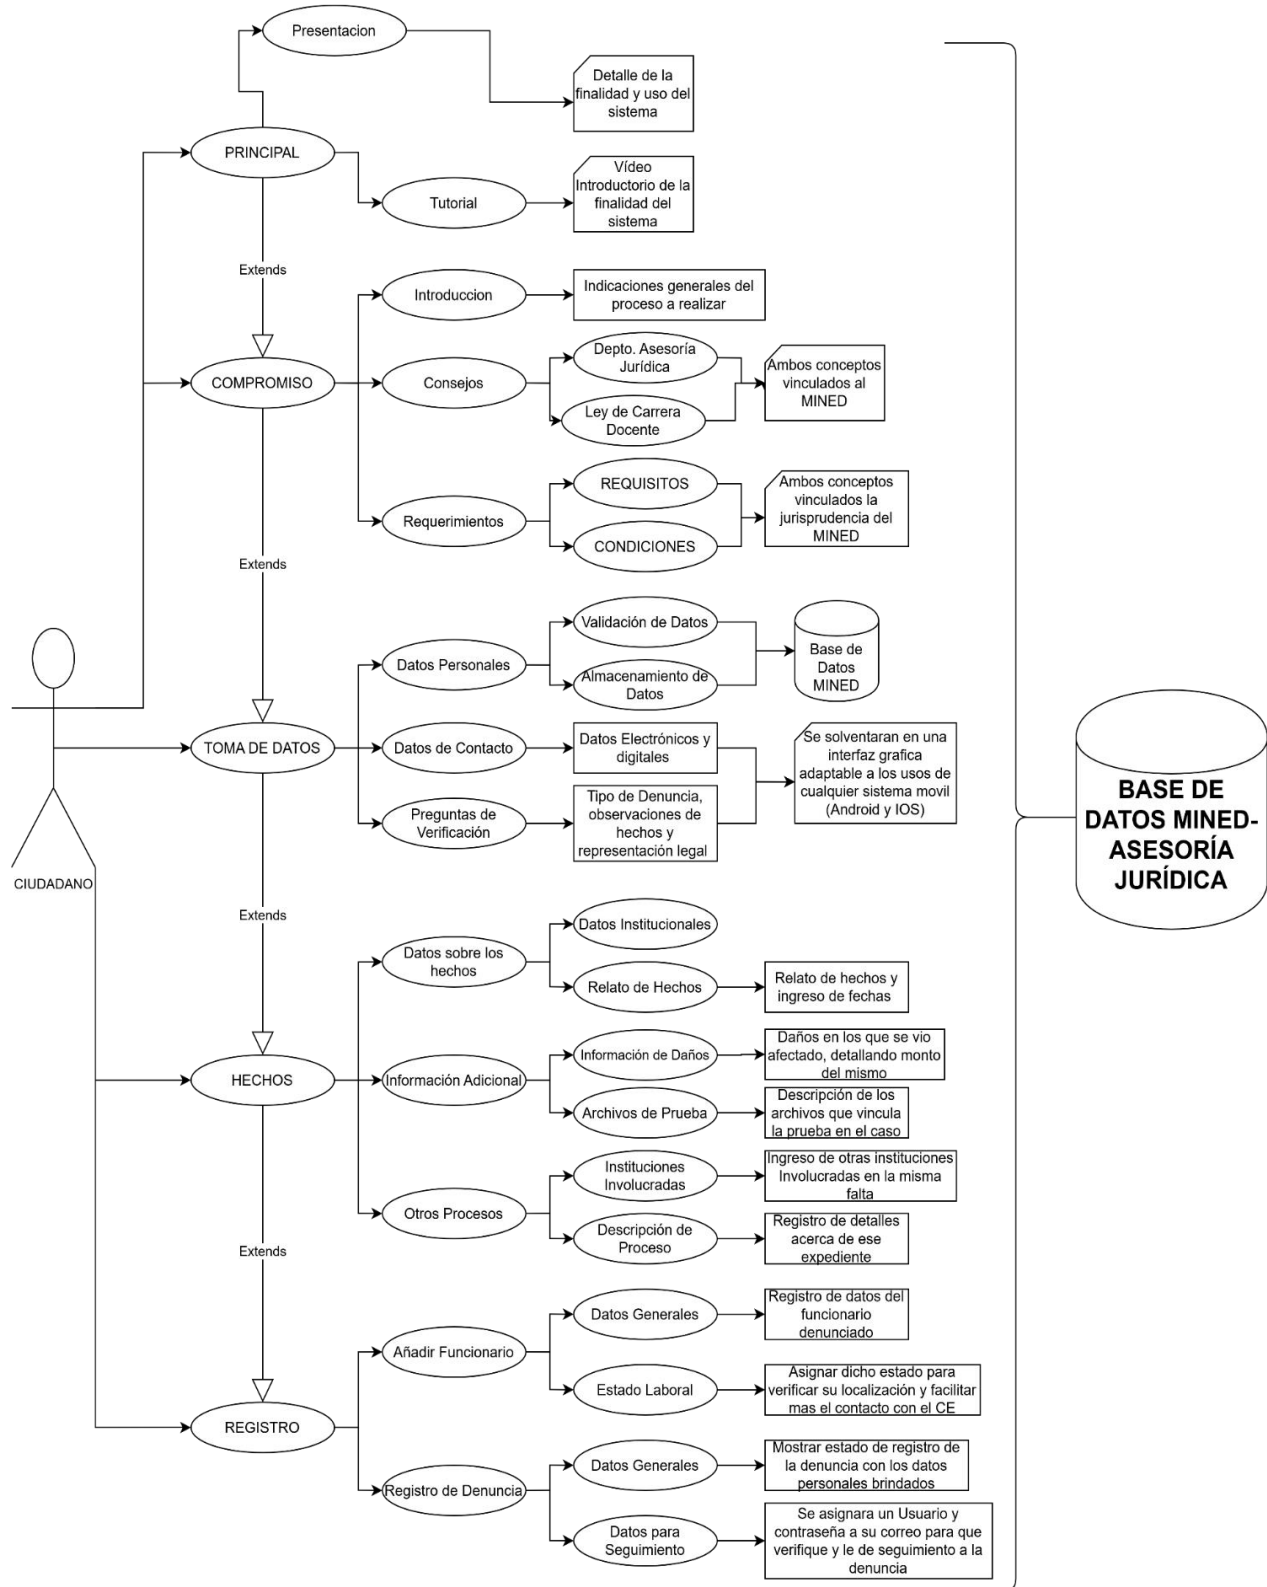 Presentacion
Detalle de la
finalidad y uso del
sistema
PRINCIPAL
Tutorial
Vídeo
Introductorio de la
finalidad del
sistema
Extends
Introduccion
Indicaciones generales del
proceso a realizar
COMPROMISO
Consejos
Depto. Asesoría
Jurídica
Ley de Carrera
Docente
Ambos conceptos
vinculados al
MINED
Requerimientos
REQUISITOS
CONDICIONES
Ambos conceptos
vinculados la
jurisprudencia del
MINED
Extends
Datos Personales
Validación de Datos
Almacenamiento de
Datos
Base de
Datos
MINED
CIUDADANO
TOMA DE DATOS
Datos de Contacto
Datos Electrónicos y
digitales
Preguntas de
Verificación
Tipo de Denuncia,
observaciones de
hechos y
representación legal
Se solventaran en una
interfaz grafica
adaptable a los usos de
cualquier sistema movil
(Android y IOS)
BASE DE
DATOS MINED-
ASESORÍA
JURÍDICA
Extends
Datos sobre los
hechos
Datos Institucionales
Relato de Hechos
Relato de hechos y
ingreso de fechas
HECHOS
Información Adicional
Información de Daños
Daños en los que se vio
afectado, detallando monto
del mismo
Archivos de Prueba
Descripción de los
archivos que vincula
la prueba en el caso
Otros Procesos
Instituciones
Involucradas
Ingreso de otras instituciones
Involucradas en la misma
falta
Descripción de
Proceso
Registro de detalles
acerca de ese
expediente
Extends
Añadir Funcionario
Datos Generales
Registro de datos del
funcionario
denunciado
Estado Laboral
Asignar dicho estado para
verificar su localización y facilitar
mas el contacto con el CE
REGISTRO
Registro de Denuncia
Datos Generales
Mostrar estado de registro de
la denuncia con los datos
personales brindados
Datos para
Seguimiento
Se asignara un Usuario y
contraseña a su correo para que
verifique y le de seguimiento a la
denuncia